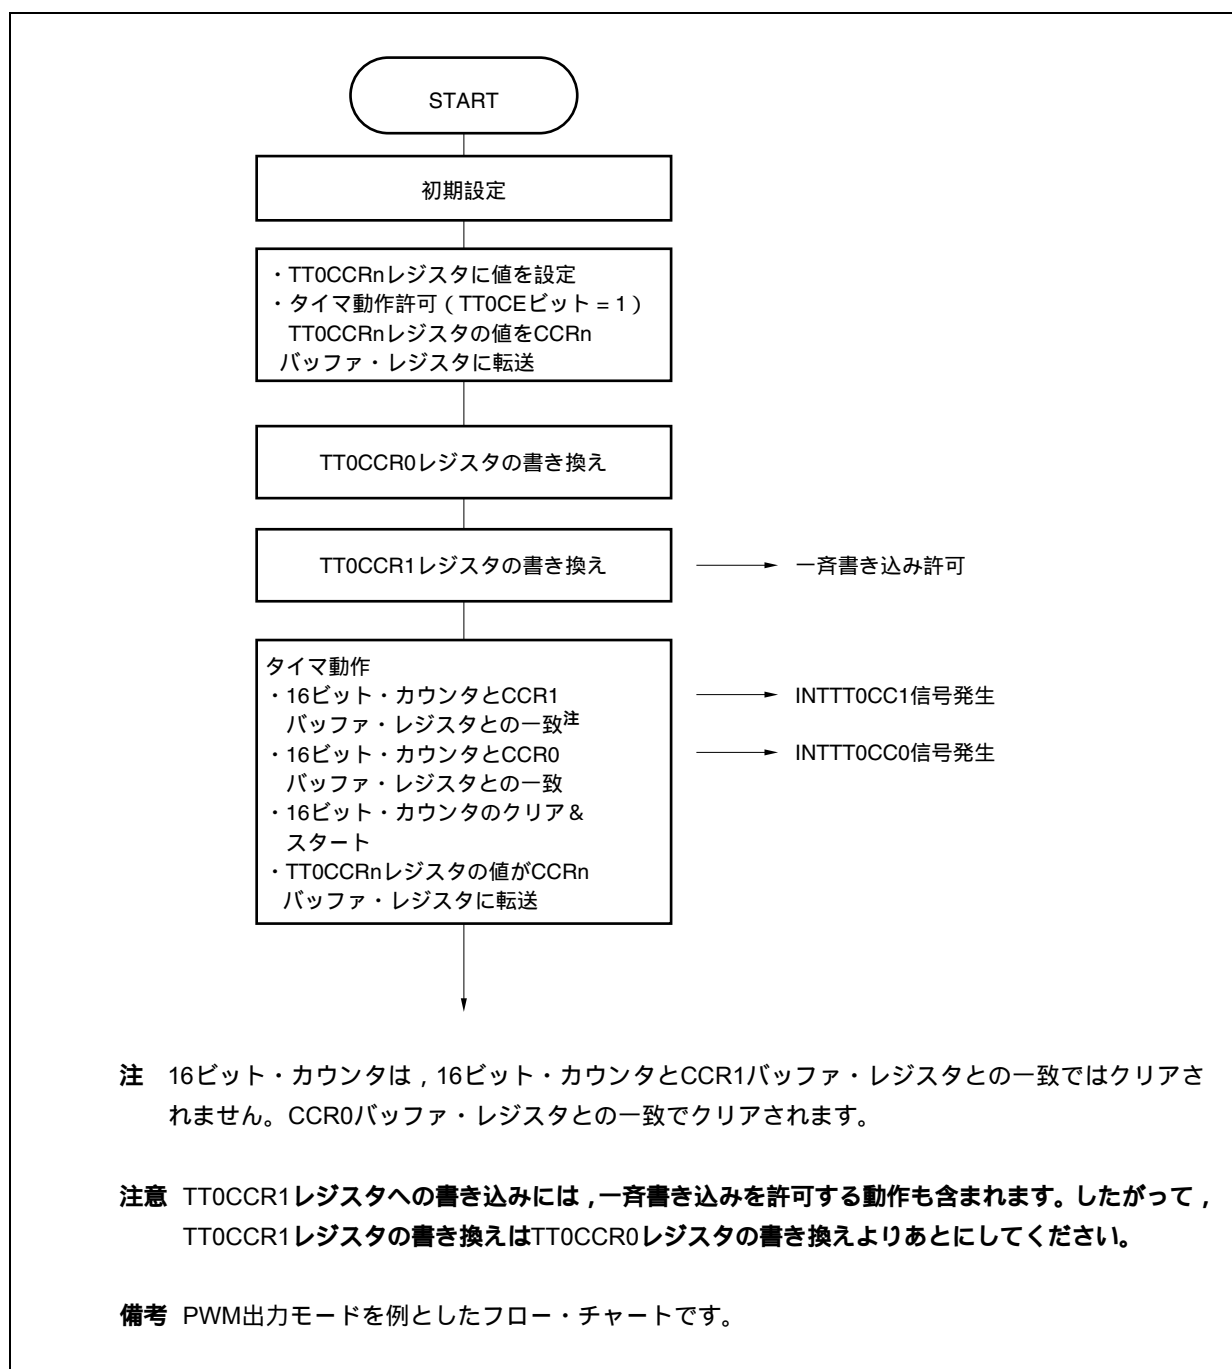 START
初期設定
・TT0CCRnレジスタに値を設定
・タイマ動作許可（TT0CEビット＝1）
TT0CCRnレジスタの値をCCRn
バッファ・レジスタに転送
TT0CCR0レジスタの書き換え
TT0CCR1レジスタの書き換え
一斉書き込み許可
タイマ動作
・16ビット・カウンタとCCR1
バッファ・レジスタとの一致注
INTTT0CC1信号発生
・16ビット・カウンタとCCR0
バッファ・レジスタとの一致
INTTT0CC0信号発生
・16ビット・カウンタのクリア＆
スタート
・TT0CCRnレジスタの値がCCRn
バッファ・レジスタに転送
注 16ビット・カウンタは，16ビット・カウンタとCCR1バッファ・レジスタとの一致ではクリアさ
れません。CCR0バッファ・レジスタとの一致でクリアされます。
注意 TT0CCR1レジスタへの書き込みには，一斉書き込みを許可する動作も含まれます。したがって，
TT0CCR1レジスタの書き換えはTT0CCR0レジスタの書き換えよりあとにしてください。
備考 PWM出力モードを例としたフロー・チャートです。